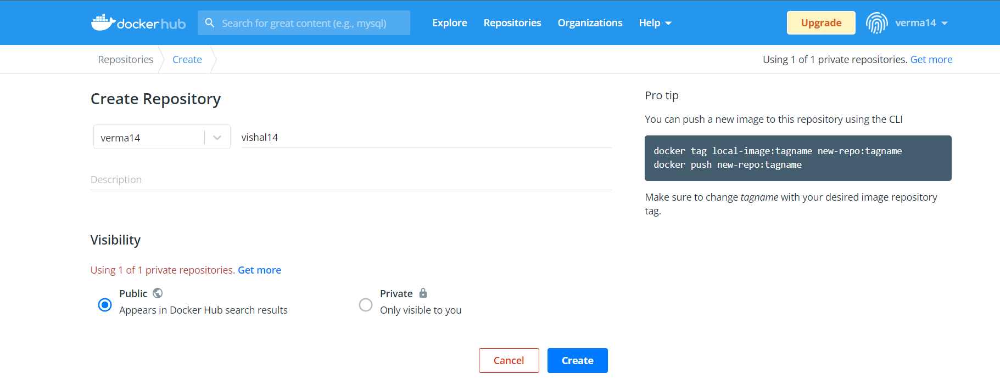 docker hub
Search for great content (e.g., mysql)
Explore
Repositories
Organizations
Help
Upgrade
verma14
Repositories
Create
Using 1 of 1 private repositories. Get more
Create Repository
verma14
vishal14
Description
Visibility
Using 1 of 1 private repositories. Get more
Public
Appears in Docker Hub search results
Private
Only visible to you
Cancel
Create
Pro tip
You can push a new image to this repository using the CLI
docker tag local-image:tagname new-repo:tagname
docker push new-repo:tagname
Make sure to change tagname with your desired image repository
tag.